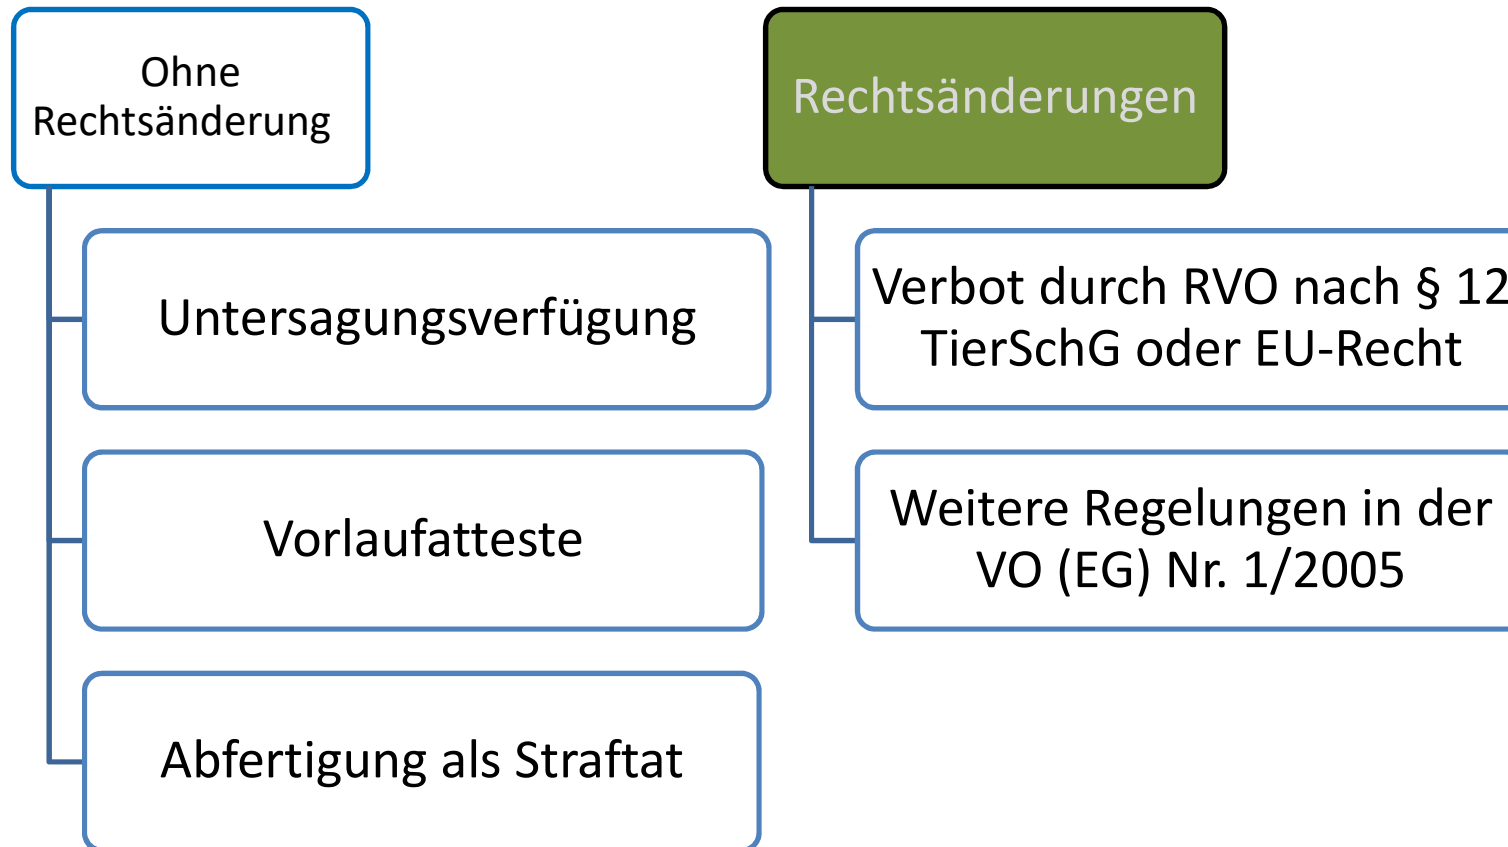 Ohne
Rechtsänderung
Untersagungsverfügung
Vorlaufatteste
Abfertigung als Straftat
Rechtsänderungen
Verbot durch RVO nach § 12
TierSchG oder EU-Recht
Weitere Regelungen in der
VO (EG) Nr. 1/2005